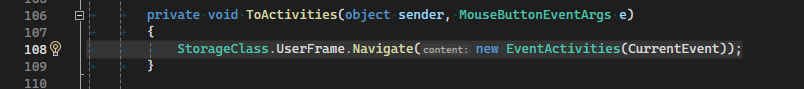 106 private void ToActivities(object sender, MouseButtonEventArgs e)
107 {
108 StorageClass.UserFrame.Navigate(content: new EventActivities(CurrentEvent));
109 }
110